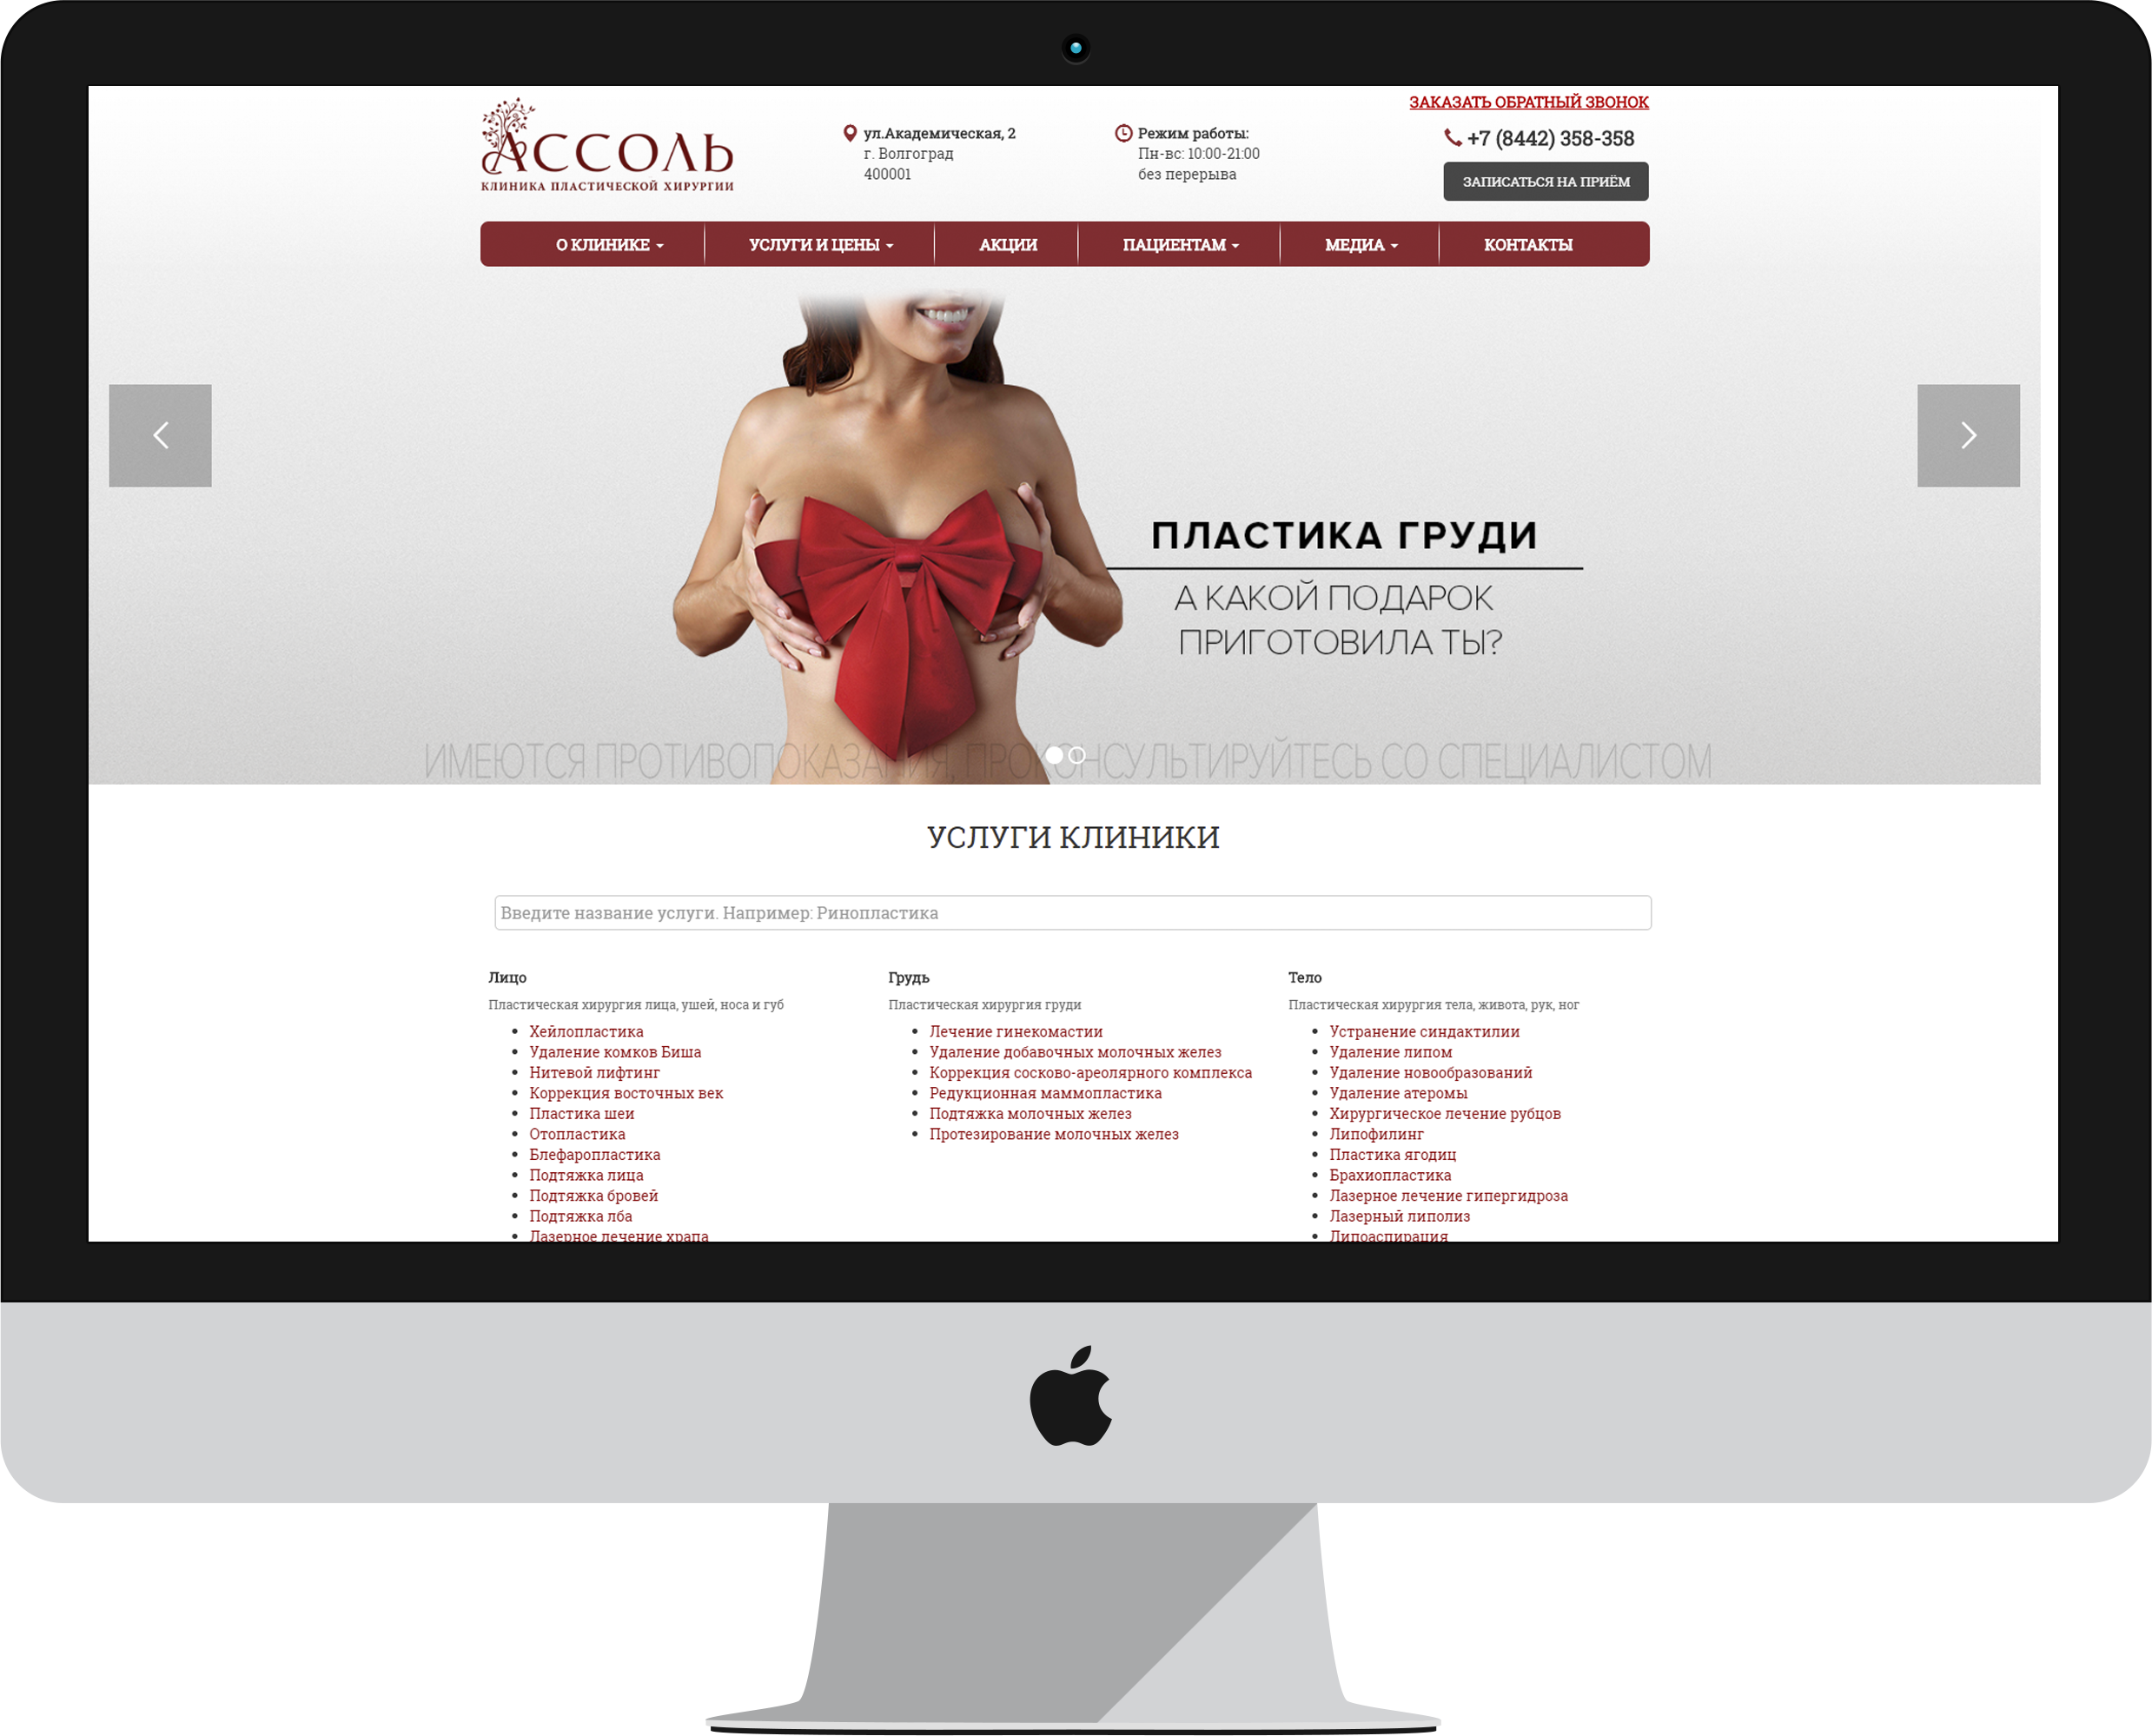 АССОЛЬ
КЛИНИКА ПЛАСТИЧЕСКОЙ ХИРУРГИИ
ул.Академическая, 2
г. Волгоград
400001
Режим работы:
Пн-вс: 10:00-21:00
без перерыва
ЗАКАЗАТЬ ОБРАТНЫЙ ЗВОНОК
+7 (8442) 358-358
ЗАПИСАТЬСЯ НА ПРИЁМ
О КЛИНИКЕ УСЛУГИ И ЦЕНЫ АКЦИИ ПАЦИЕНТАМ МЕДИА КОНТАКТЫ
ПЛАСТИКА ГРУДИ
А КАКОЙ ПОДАРОК
ПРИГОТОВИЛА ТЫ?
ИМЕЮТСЯ ПРОТИВОПОКАЗАНИЯ, ПРОКОНСУЛЬТИРУЙТЕСЬ СО СПЕЦИАЛИСТОМ
УСЛУГИ КЛИНИКИ
Введите название услуги. Например: Ринопластика
Лицо
Пластическая хирургия лица, ушей, носа и губ
Хейлопластика
Удаление комков Биша
Нитевой лифтинг
Коррекция восточных век
Пластика шеи
Отопластика
Блефаропластика
Подтяжка лица
Подтяжка бровей
Подтяжка лба
Лазерное лечение храпа
Грудь
Пластическая хирургия груди
Лечение гинекомастии
Удаление добавочных молочных желез
Коррекция сосково-ареолярного комплекса
Редукционная маммопластика
Подтяжка молочных желез
Протезирование молочных желез
Тело
Пластическая хирургия тела, живота, рук, ног
Устранение синдактилии
Удаление липом
Удаление новообразований
Удаление атеромы
Хирургическое лечение рубцов
Липофилинг
Пластика ягодиц
Брахиопластика
Лазерное лечение гипергидроза
Лазерный липолиз
Липоаспирация